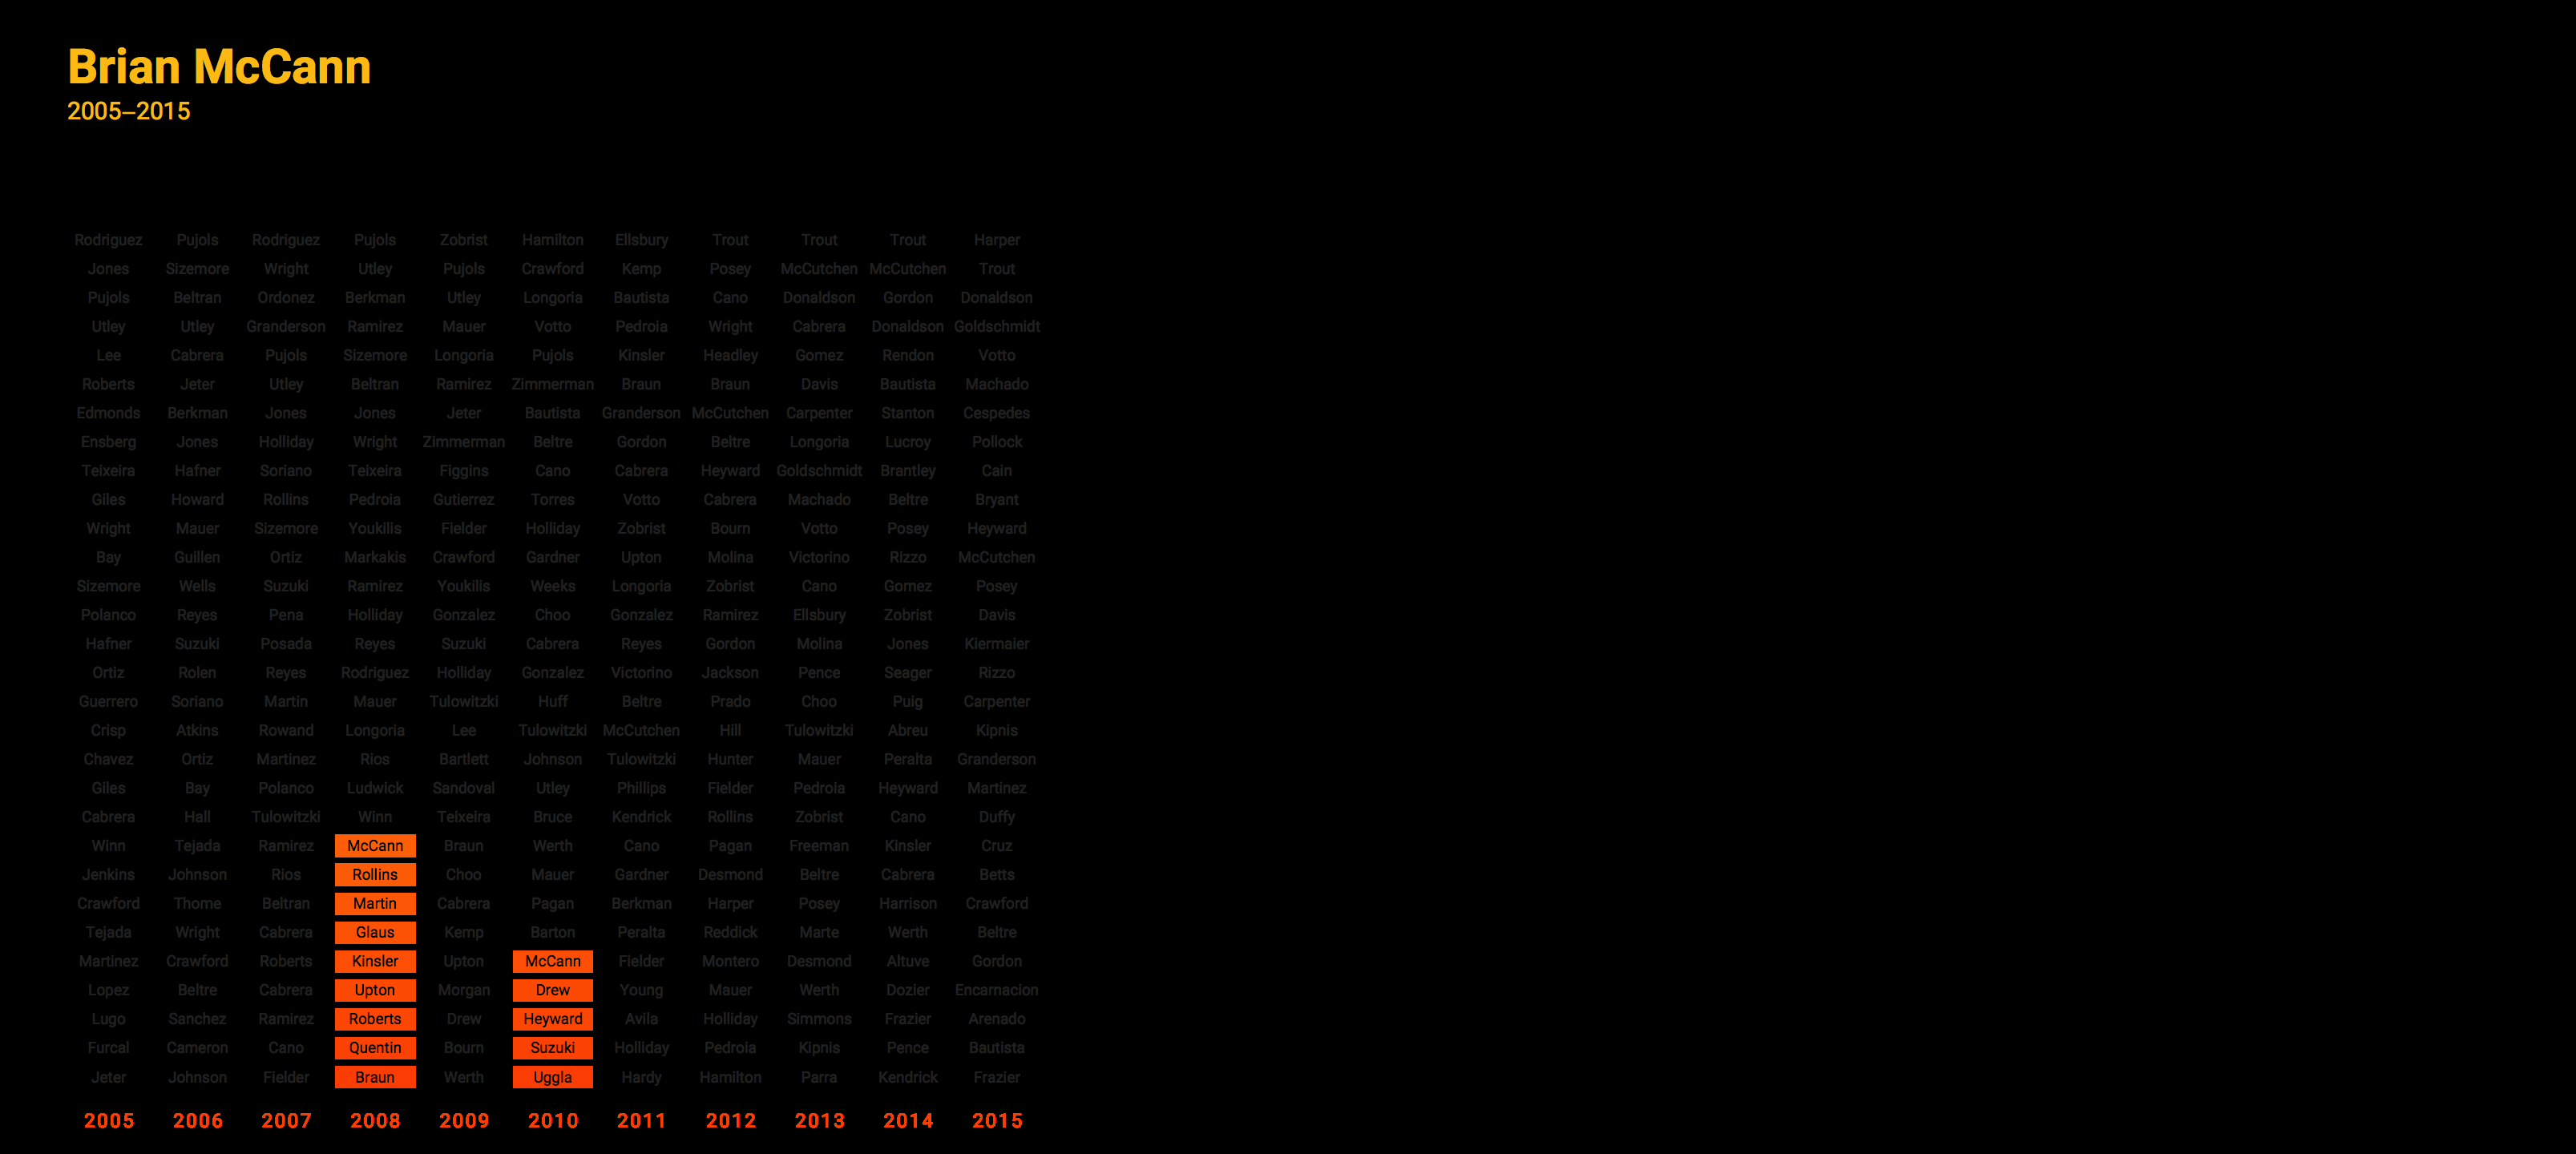 Brian McCann
2005–2015
Rodriguez Pujols Rodriguez Pujols Zobrist Hamilton Ellsbury Trout Trout Trout Harper
Jones Sizemore Wright Utley Pujols Crawford Kemp Posey McCutchen McCutchen Trout
Pujols Beltran Ordonez Berkman Utley Longoria Bautista Cano Donaldson Gordon Donaldson
Utley Utley Granderson Ramirez Mauer Votto Pedroia Wright Cabrera Donaldson Goldschmidt
Lee Cabrera Pujols Sizemore Longoria Pujols Kinsler Headley Gomez Rendon Votto
Roberts Jeter Utley Beltran Ramirez Zimmerman Braun Braun Davis Bautista Machado
Edmonds Berkman Jones Jones Jeter Bautista Granderson McCutchen Carpenter Stanton Cespedes
Ensberg Jones Holliday Wright Zimmerman Beltre Gordon Beltre Longoria Lucroy Pollock
Teixeira Hafner Soriano Teixeira Figgins Cano Cabrera Heyward Goldschmidt Brantley Cain
Giles Howard Rollins Pedroia Gutierrez Torres Votto Cabrera Machado Beltre Bryant
Wright Mauer Sizemore Youkilis Fielder Holliday Zobrist Bourn Votto Posey Heyward
Bay Guillen Ortiz Markakis Crawford Gardner Upton Molina Victorino Rizzo McCutchen
Sizemore Wells Suzuki Ramirez Youkilis Weeks Longoria Zobrist Cano Gomez Posey
Polanco Reyes Pena Holliday Gonzalez Choo Gonzalez Ramirez Ellsbury Zobrist Davis
Hafner Suzuki Posada Reyes Suzuki Cabrera Reyes Gordon Molina Jones Kiermaier
Ortiz Rolen Reyes Rodriguez Holliday Gonzalez Victorino Jackson Pence Seager Rizzo
Guerrero Soriano Martin Mauer Tulowitzki Huff Beltre Prado Choo Puig Carpenter
Crisp Atkins Rowand Longoria Lee Tulowitzki McCutchen Hill Tulowitzki Abreu Kipnis
Chavez Ortiz Martinez Rios Bartlett Johnson Tulowitzki Hunter Mauer Peralta Granderson
Giles Bay Polanco Ludwick Sandoval Utley Phillips Fielder Pedroia Heyward Martinez
Cabrera Hall Tulowitzki Winn Teixeira Bruce Kendrick Rollins Zobrist Cano Duffy
Winn Tejada Ramirez McCann Braun Werth Cano Pagan Freeman Kinsler Cruz
Jenkins Johnson Rios Rollins Choo Mauer Gardner Desmond Beltre Cabrera Betts
Crawford Thome Beltran Martin Cabrera Pagan Berkman Harper Posey Harrison Crawford
Tejada Wright Cabrera Glaus Kemp Barton Peralta Reddick Marte Werth Beltre
Martinez Crawford Roberts Kinsler Upton McCann Fielder Montero Desmond Altuve Gordon
Lopez Beltre Cabrera Upton Morgan Drew Young Mauer Werth Dozier Encarnacion
Lugo Sanchez Ramirez Roberts Drew Heyward Avila Holliday Simmons Frazier Arenado
Furcal Cameron Cano Quentin Bourn Suzuki Holliday Pedroia Kipnis Pence Bautista
Jeter Johnson Fielder Braun Werth Uggla Hardy Hamilton Parra Kendrick Frazier
2005 2006 2007 2008 2009 2010 2011 2012 2013 2014 2015